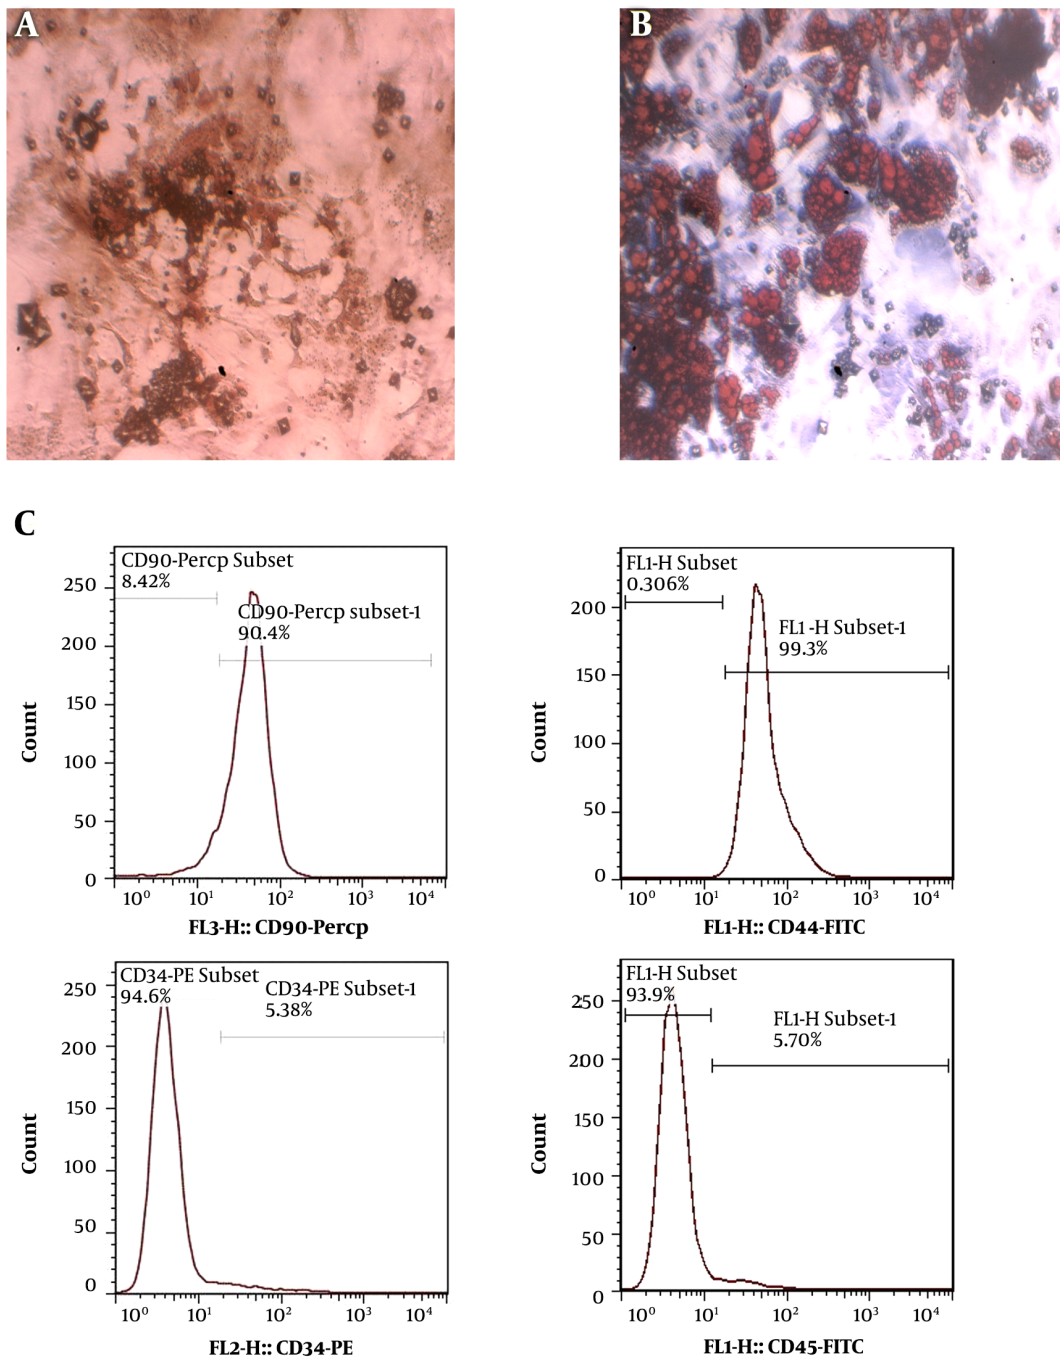 A
B
C
CD90-Percp Subset
8.42%
CD90-Percp subset-1
90.4%
250
200
150
100
50
0
Count
10⁰ 10¹ 10² 10³ 10⁴
FL3-H:: CD90-Percp
FL1-H Subset
0.306%
FL1-H Subset-1
99.3%
200
150
100
50
0
Count
10⁰ 10¹ 10² 10³ 10⁴
FL1-H:: CD44-FITC
CD34-PE Subset
94.6%
CD34-PE Subset-1
5.38%
250
200
150
100
50
0
Count
10⁰ 10¹ 10² 10³ 10⁴
FL2-H:: CD34-PE
FL1-H Subset
93.9%
FL1-H Subset-1
5.70%
250
200
150
100
50
0
Count
10⁰ 10¹ 10² 10³ 10⁴
FL1-H:: CD45-FITC